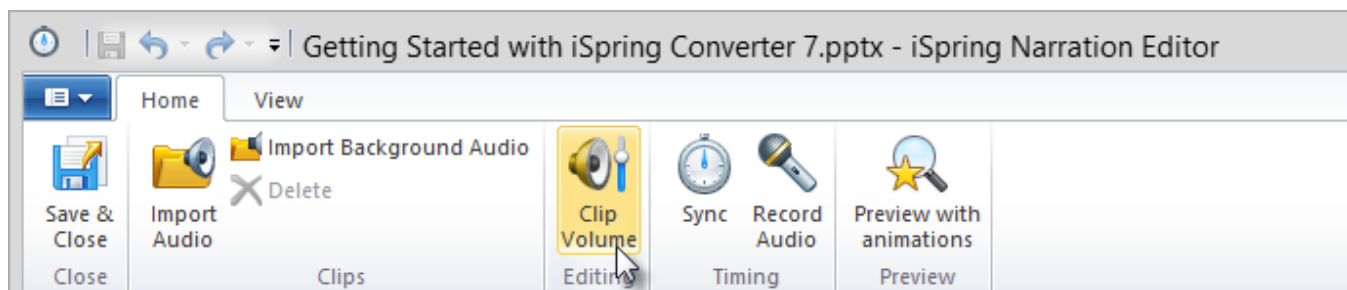 Getting Started with iSpring Converter 7.pptx - iSpring Narration Editor
Home View
Save & Close
Import Audio
Import Background Audio
Delete
Clip Volume
Sync
Record Audio
Preview with animations
Close
Clips
Editing
Timing
Preview